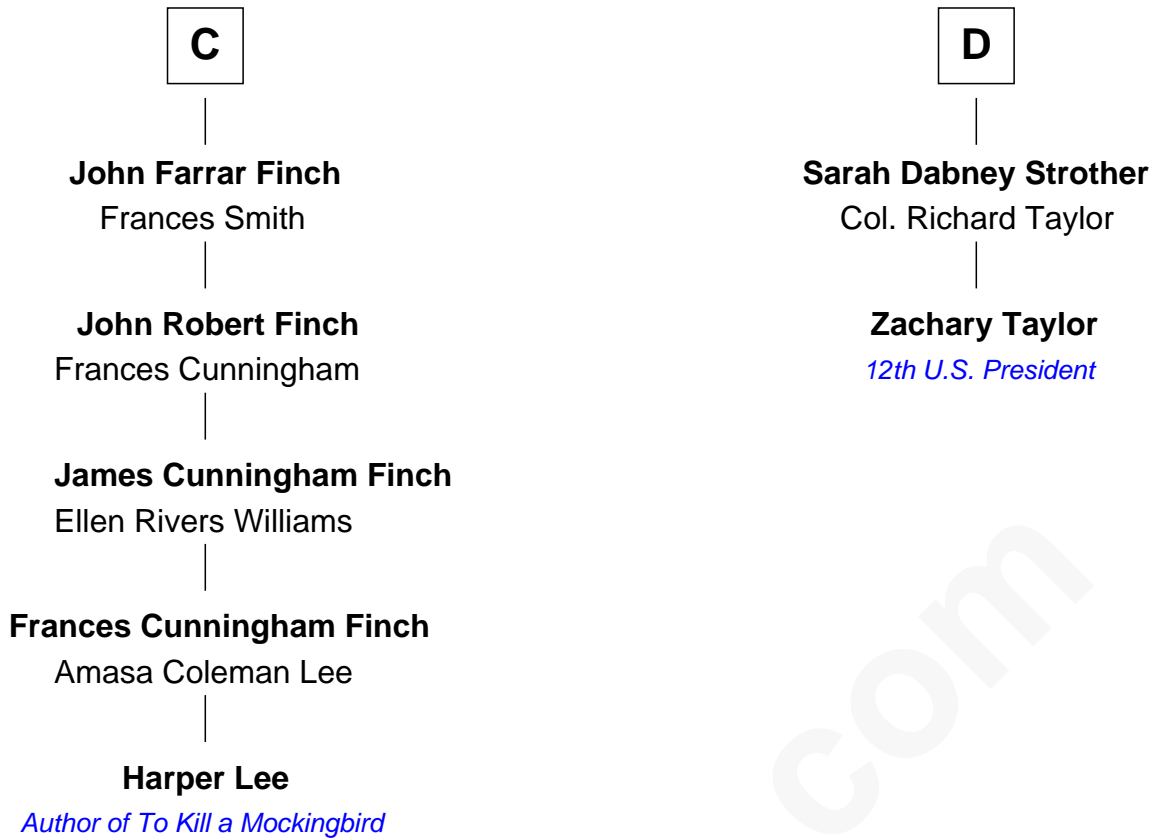 C
John Farrar Finch
Frances Smith
John Robert Finch
Frances Cunningham
James Cunningham Finch
Ellen Rivers Williams
Frances Cunningham Finch
Amasa Coleman Lee
Harper Lee
Author of To Kill a Mockingbird
D
Sarah Dabney Strother
Col. Richard Taylor
Zachary Taylor
12th U.S. President
com